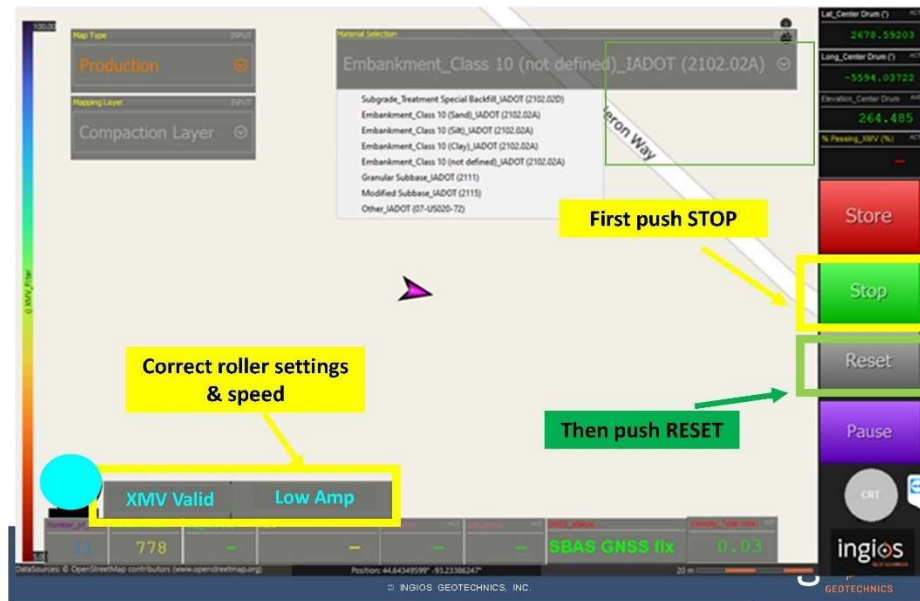 100.00
Map Type INPUT
Production
Mapping Layer INPUT
Compaction Layer
Material Selection
Embankment_Class 10 (not defined)_IADOT (2102.02A)
Subgrade_Treatment Special Backfill_IADOT (2102.02D)
Embankment_Class 10 (Sand)_IADOT (2102.02A)
Embankment_Class 10 (Silt)_IADOT (2102.02A)
Embankment_Class 10 (Clay)_IADOT (2102.02A)
Embankment_Class 10 (not defined)_IADOT (2102.02A)
Granular Subbase_IADOT (2111)
Modified Subbase_IADOT (2115)
Other_IADOT (07-US020-72)
eron Way
Lat_Center Drum (°)
2678.59203
Long_Center Drum (°)
-5594.03722
Elevation_Center Drum
264.485
% Passing_XMV (%)
Store
Stop
Reset
Pause
CRT
ingios
First push STOP
Then push RESET
Correct roller settings
& speed
XMV Valid Low Amp
11 778
GNSS_status
SBAS GNSS fix
0.03
DataSources: © OpenStreetMap contributors (www.openstreetmap.org)
Position: 44.64349599° -93.23386247°
20 m
© INGIOS GEOTECHNICS, INC.
GEOTECHNICS